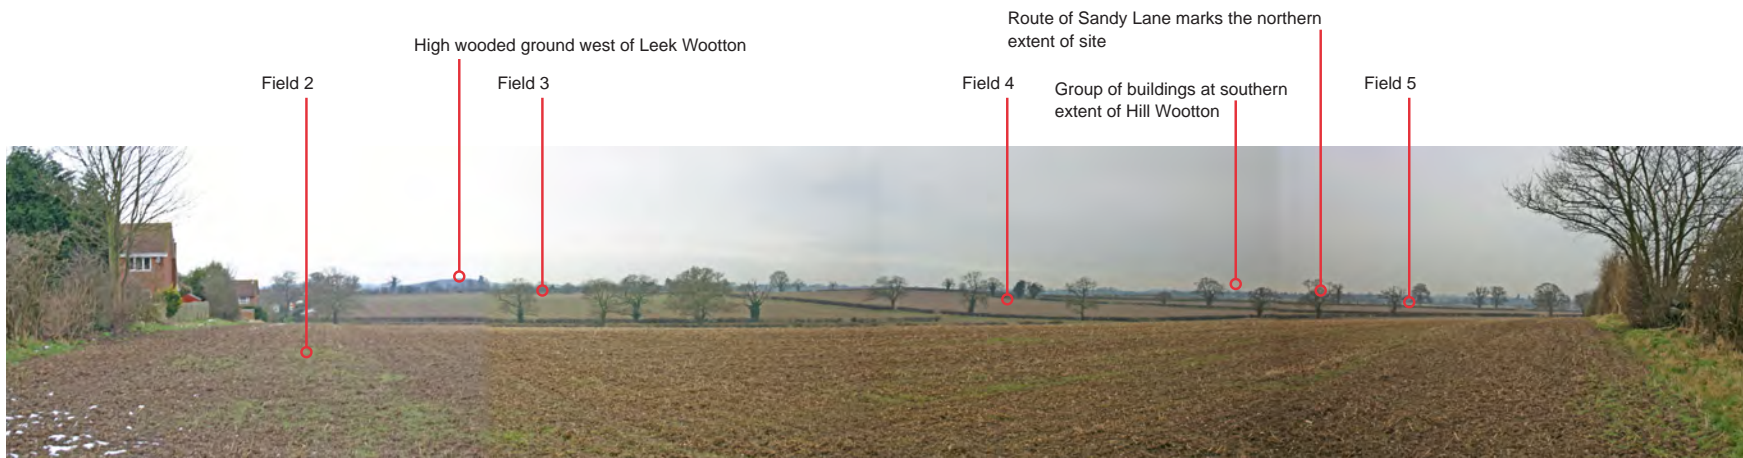 Route of Sandy Lane marks the northern
extent of site
High wooded ground west of Leek Wootton
Field 2
Field 3
Field 4
Group of buildings at southern
extent of Hill Wootton
Field 5